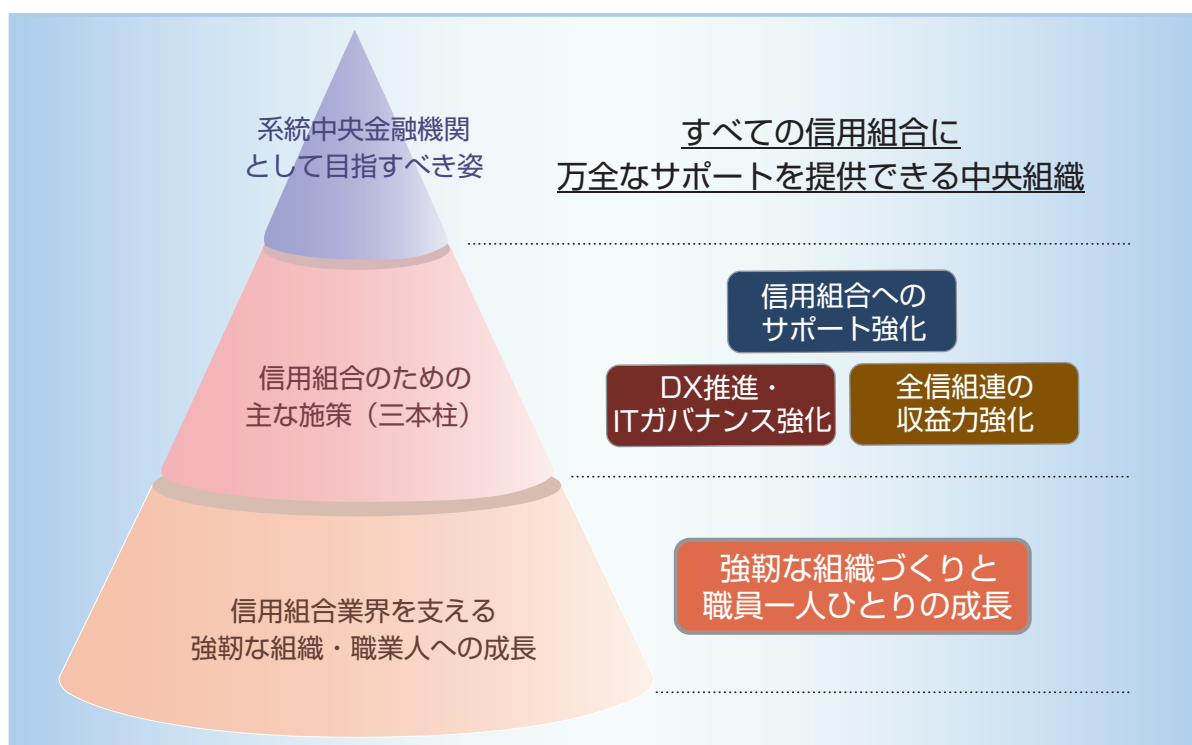 系統中央金融機関
として目指すべき姿
すべての信用組合に
万全なサポートを提供できる中央組織
信用組合のための
主な施策（三本柱）
信用組合への
サポート強化
DX推進・
ITガバナンス強化
全信組連の
収益力強化
信用組合業界を支える
強靭な組織・職業人への成長
強靭な組織づくりと
職員一人ひとりの成長